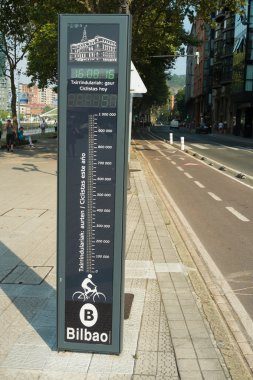 Txirrindulariak: gaur
Ciclistas hoy
Txirrindulariak: aurten / Ciclistas este año
1.000.000
900.000
800.000
700.000
600.000
500.000
400.000
300.000
200.000
100.000
B
Bilbao